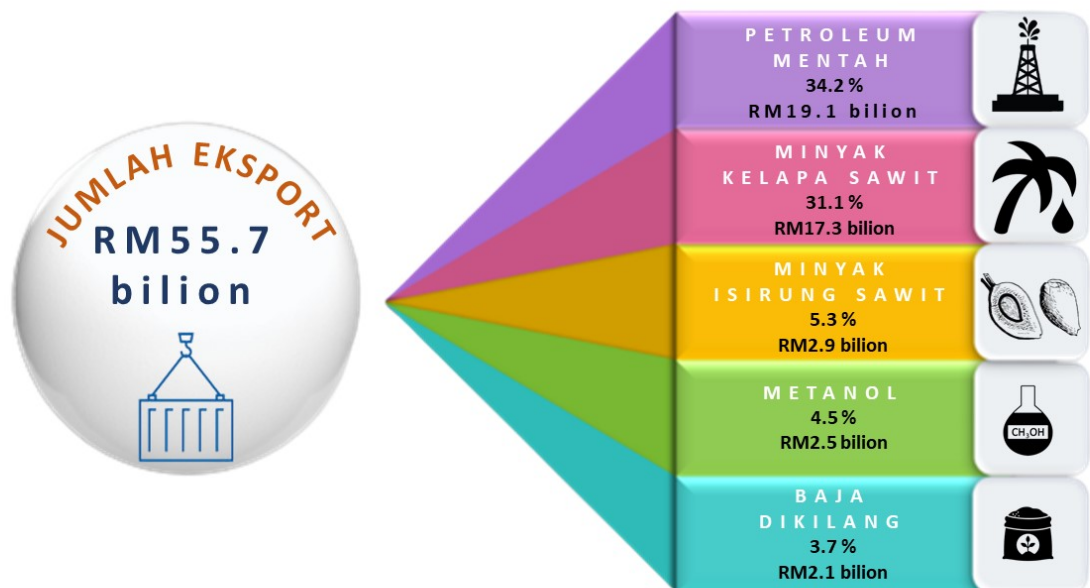 JUMLAH EKSPORT
RM55.7
bilion
PETROLEUM
MENTAH
34.2 %
RM19.1 bilion
MINYAK
KELAPA SAWIT
31.1 %
RM17.3 bilion
MINYAK
ISIRUNG SAWIT
5.3 %
RM2.9 bilion
METANOL
4.5 %
RM2.5 bilion
CH₃OH
BAJA
DIKILANG
3.7 %
RM2.1 bilion